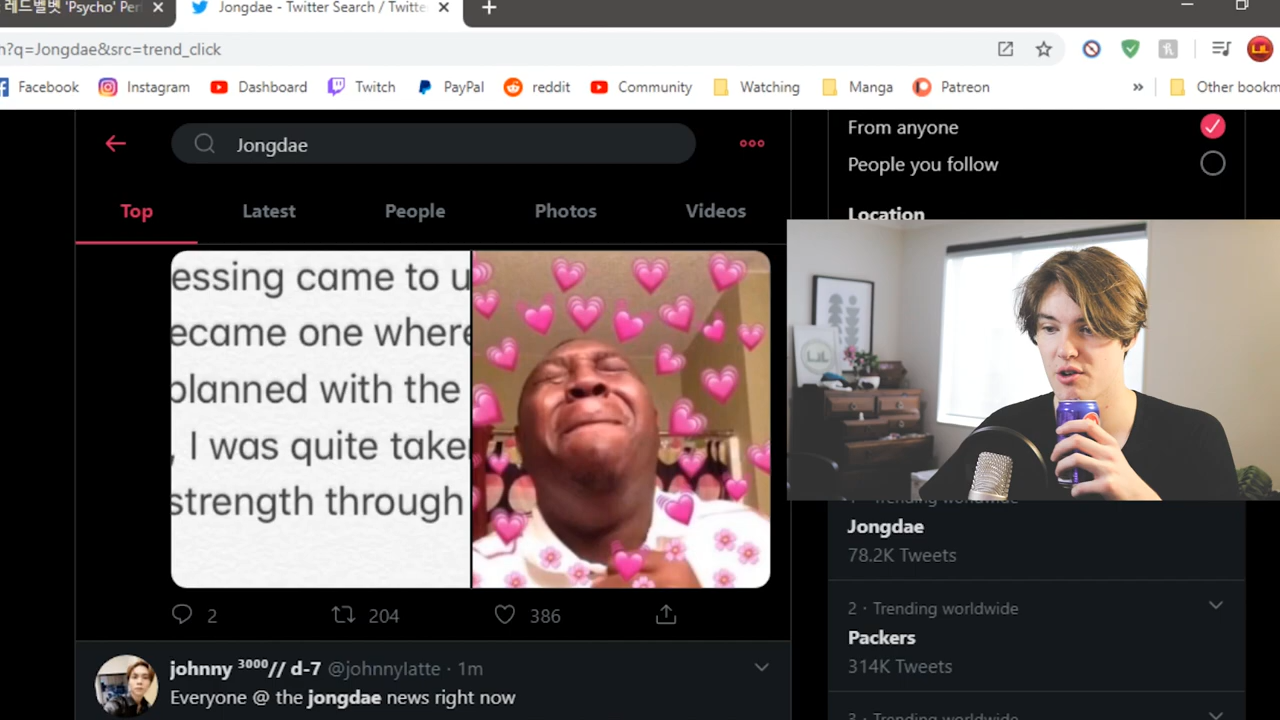 레드벨벳 'Psycho' Per
Jongdae - Twitter Search / Twitte
n?q=Jongdae&src=trend_click
Facebook
Instagram
Dashboard
Twitch
PayPal
reddit
Community
Watching
Manga
Patreon
Other bookm
Jongdae
From anyone
People you follow
Top
Latest
People
Photos
Videos
Location
essing came to u
ecame one where
planned with the
, I was quite take
strength through
Jongdae
78.2K Tweets
2 · Trending worldwide
Packers
314K Tweets
2
204
386
johnny ³⁰⁰⁰// d-7 @johnnylatte · 1m
Everyone @ the jongdae news right now